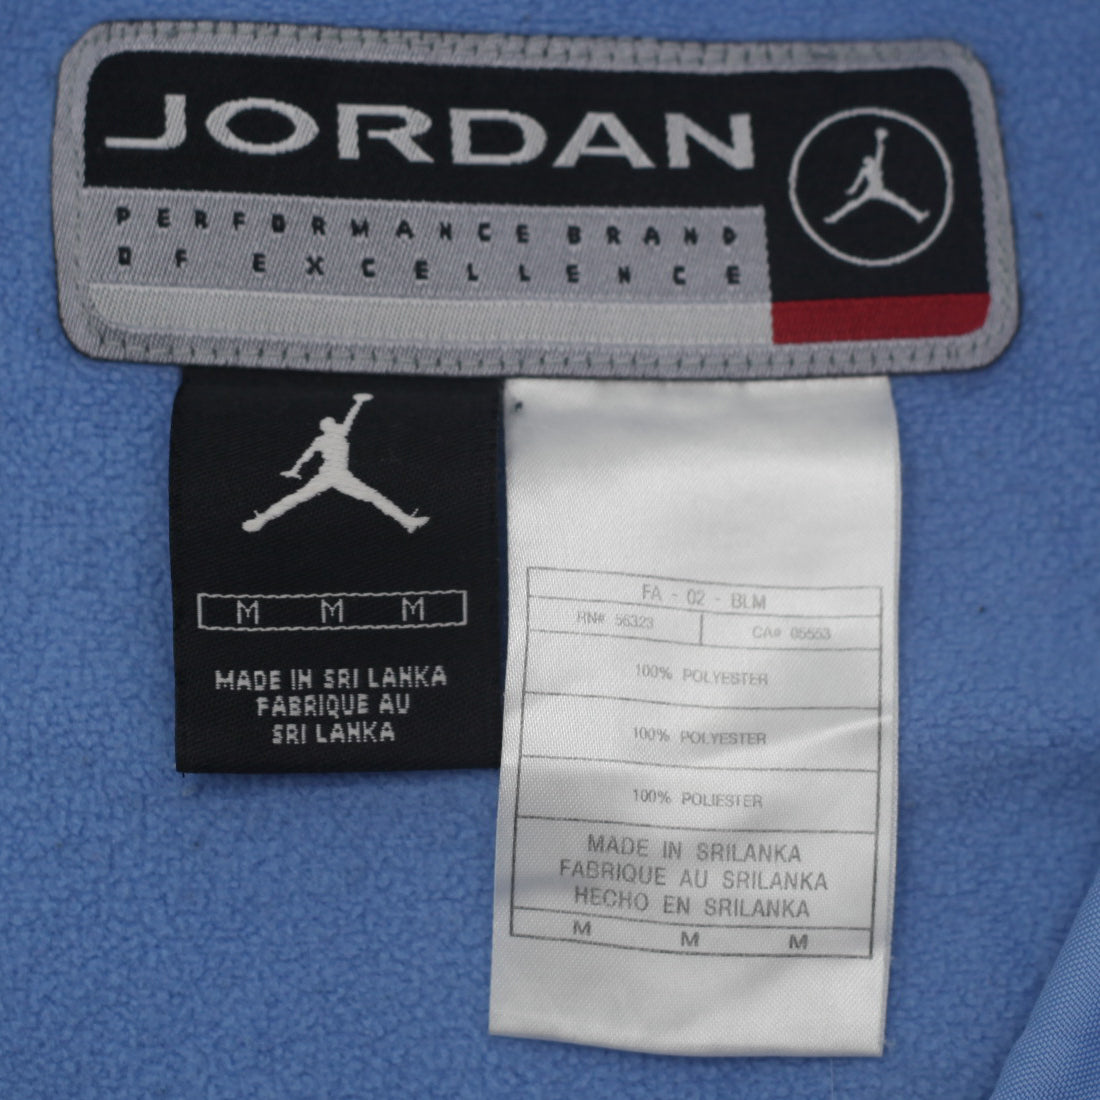 JORDAN
PERFORMANCE BRAND
OF EXCELLENCE
M M M
MADE IN SRI LANKA
FABRIQUE AU
SRI LANKA
FA - 02 - BLM
RN# 56323 CA# 05553
100% POLYESTER
100% POLYESTER
100% POLIESTER
MADE IN SRILANKA
FABRIQUE AU SRILANKA
HECHO EN SRILANKA
M M M